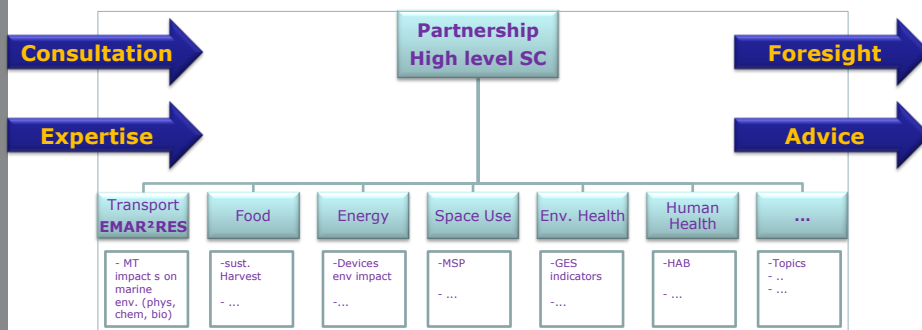 Consultation
Expertise
Partnership
High level SC
Foresight
Advice
Transport
EMAR²RES
Food
Energy
Space Use
Env. Health
Human
Health
...
- MT
impact s on
marine
env. (phys,
chem, bio)
-sust.
Harvest
- ...
-Devices
env impact
-...
-MSP
- ...
-GES
indicators
-...
-HAB
- ...
-Topics
- ..
- ...